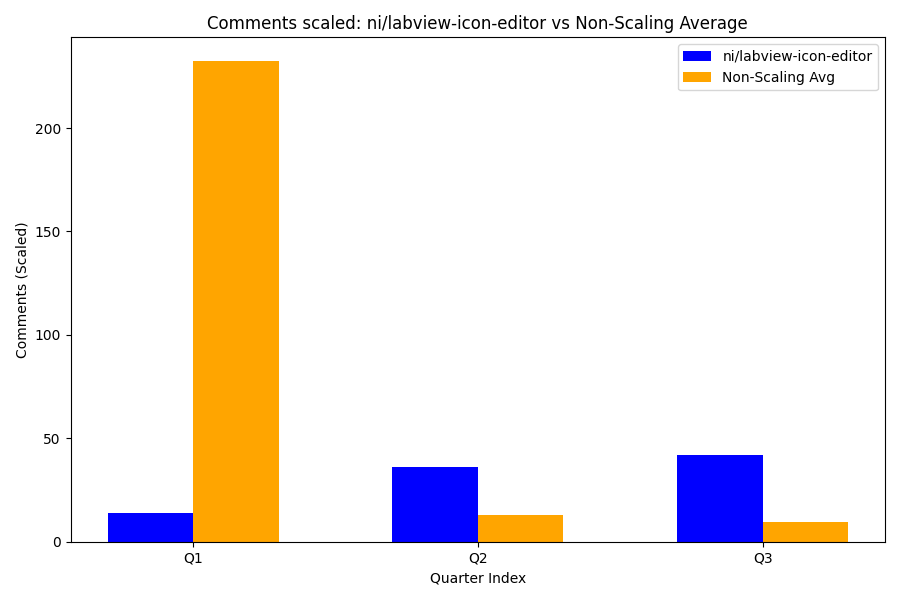 Comments scaled: ni/labview-icon-editor vs Non-Scaling Average
ni/labview-icon-editor
Non-Scaling Avg
Comments (Scaled)
200
150
100
50
0
Q1 Q2 Q3
Quarter Index